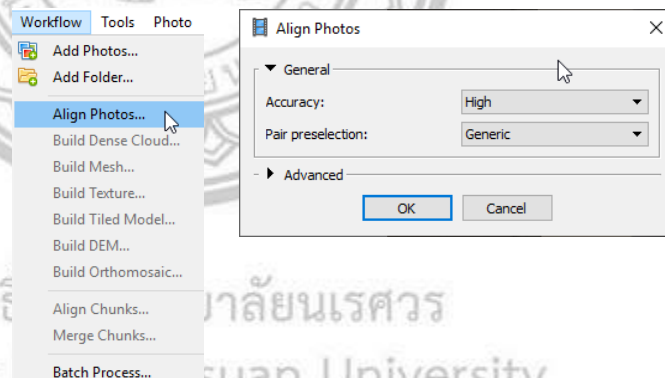 Workflow Tools Photo
Add Photos...
Add Folder...
Align Photos...
Build Dense Cloud...
Build Mesh...
Build Texture...
Build Tiled Model...
Build DEM...
Build Orthomosaic...
Align Chunks...
Merge Chunks...
Batch Process...
Align Photos
General
Accuracy: High
Pair preselection: Generic
Advanced
OK Cancel
ยาลัยนเรศวร
University